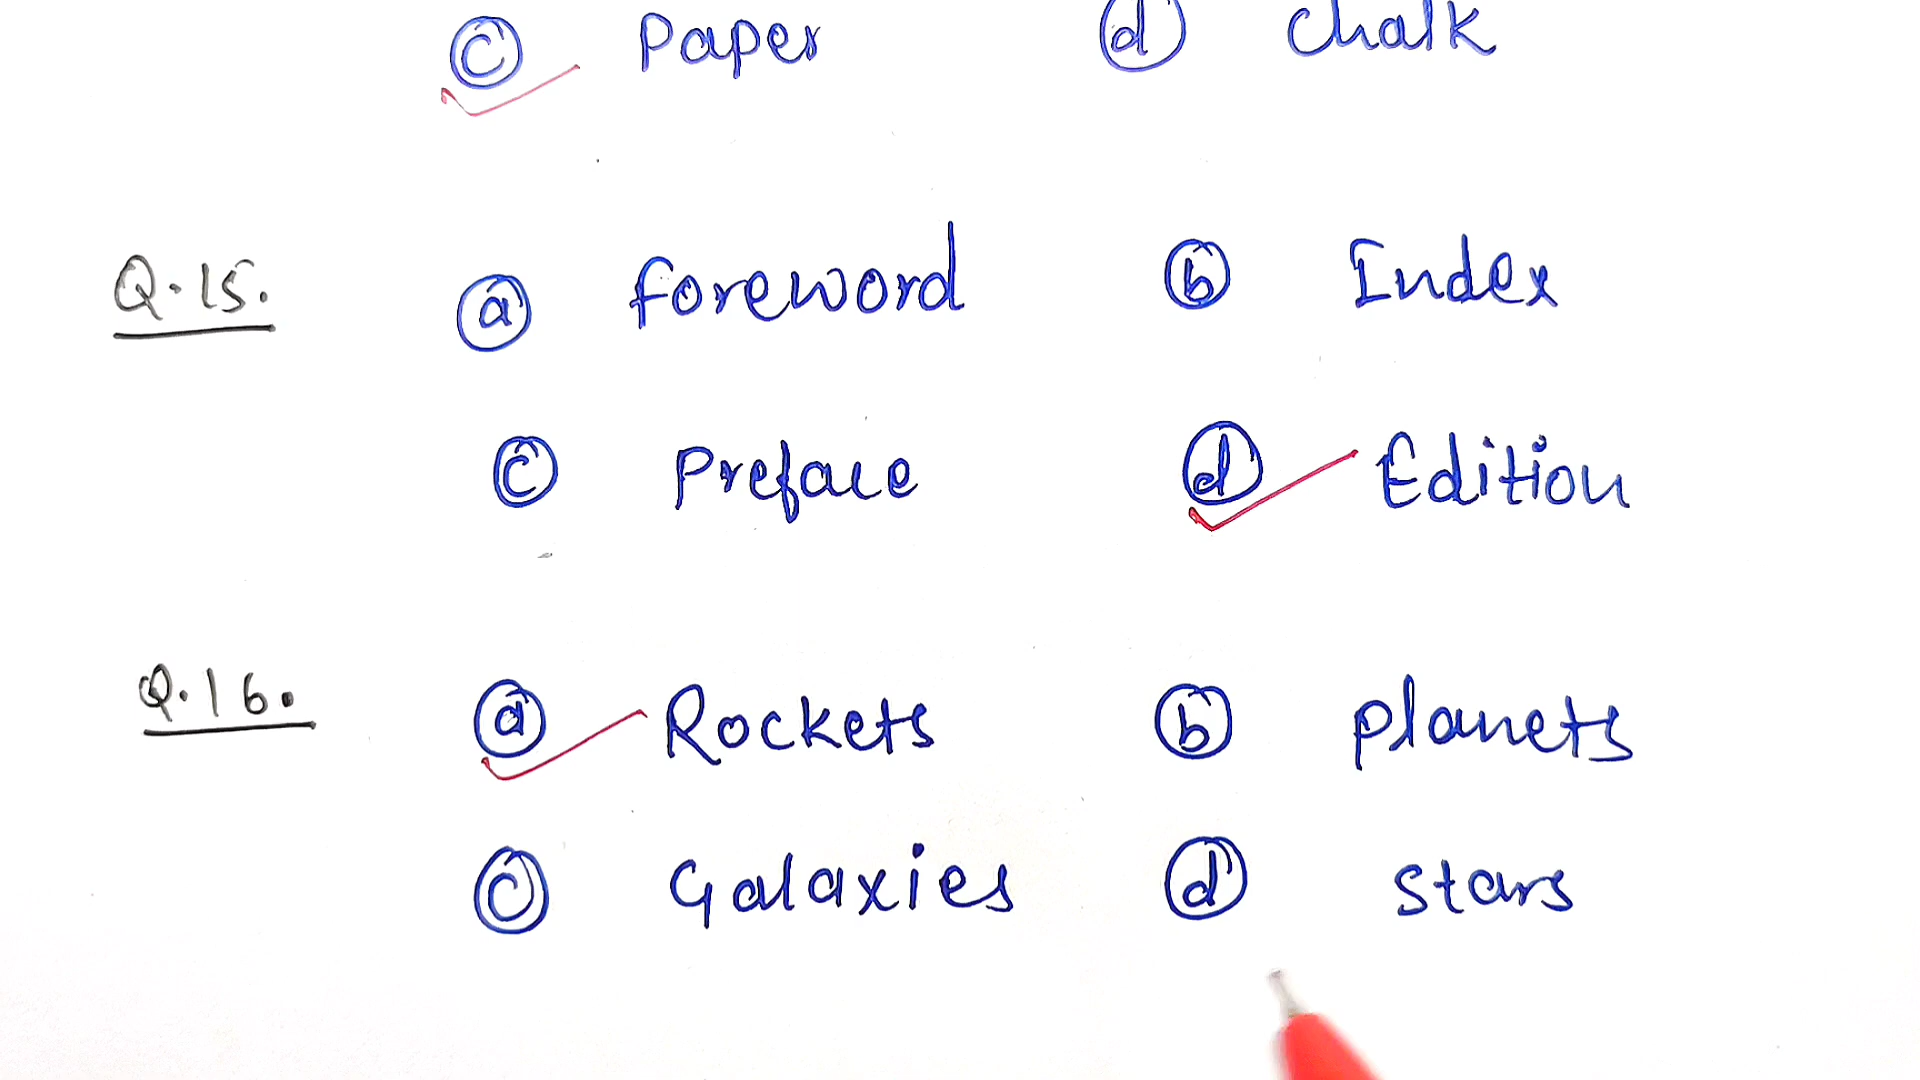 c Paper d Chalk
Q.15. a foreword b Index
c Preface d Edition
Q.16. a Rockets b planets
c Galaxies d stars